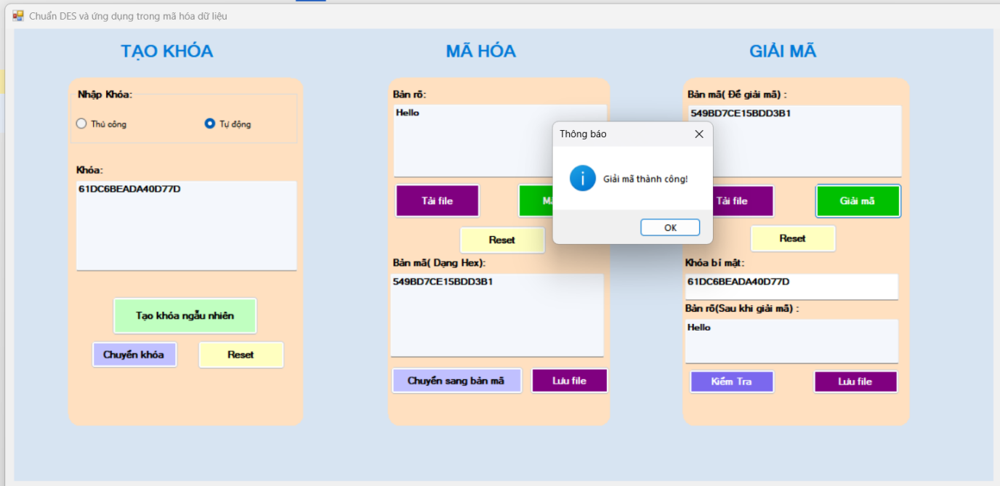 Chuẩn DES và ứng dụng trong mã hóa dữ liệu
TẠO KHÓA
Nhập Khóa:
Thủ công
Tự động
Khóa:
61DC6BEADA40D77D
Tạo khóa ngẫu nhiên
Chuyển khóa
Reset
MÃ HÓA
Bản rõ:
Hello
Tải file
Reset
Bản mã( Dạng Hex):
549BD7CE15BDD3B1
Chuyển sang bản mã
Lưu file
Thông báo
Giải mã thành công!
OK
GIẢI MÃ
Bản mã( Để giải mã) :
549BD7CE15BDD3B1
Tải file
Giải mã
Reset
Khóa bí mật:
61DC6BEADA40D77D
Bản rõ(Sau khi giải mã) :
Hello
Kiểm Tra
Lưu file